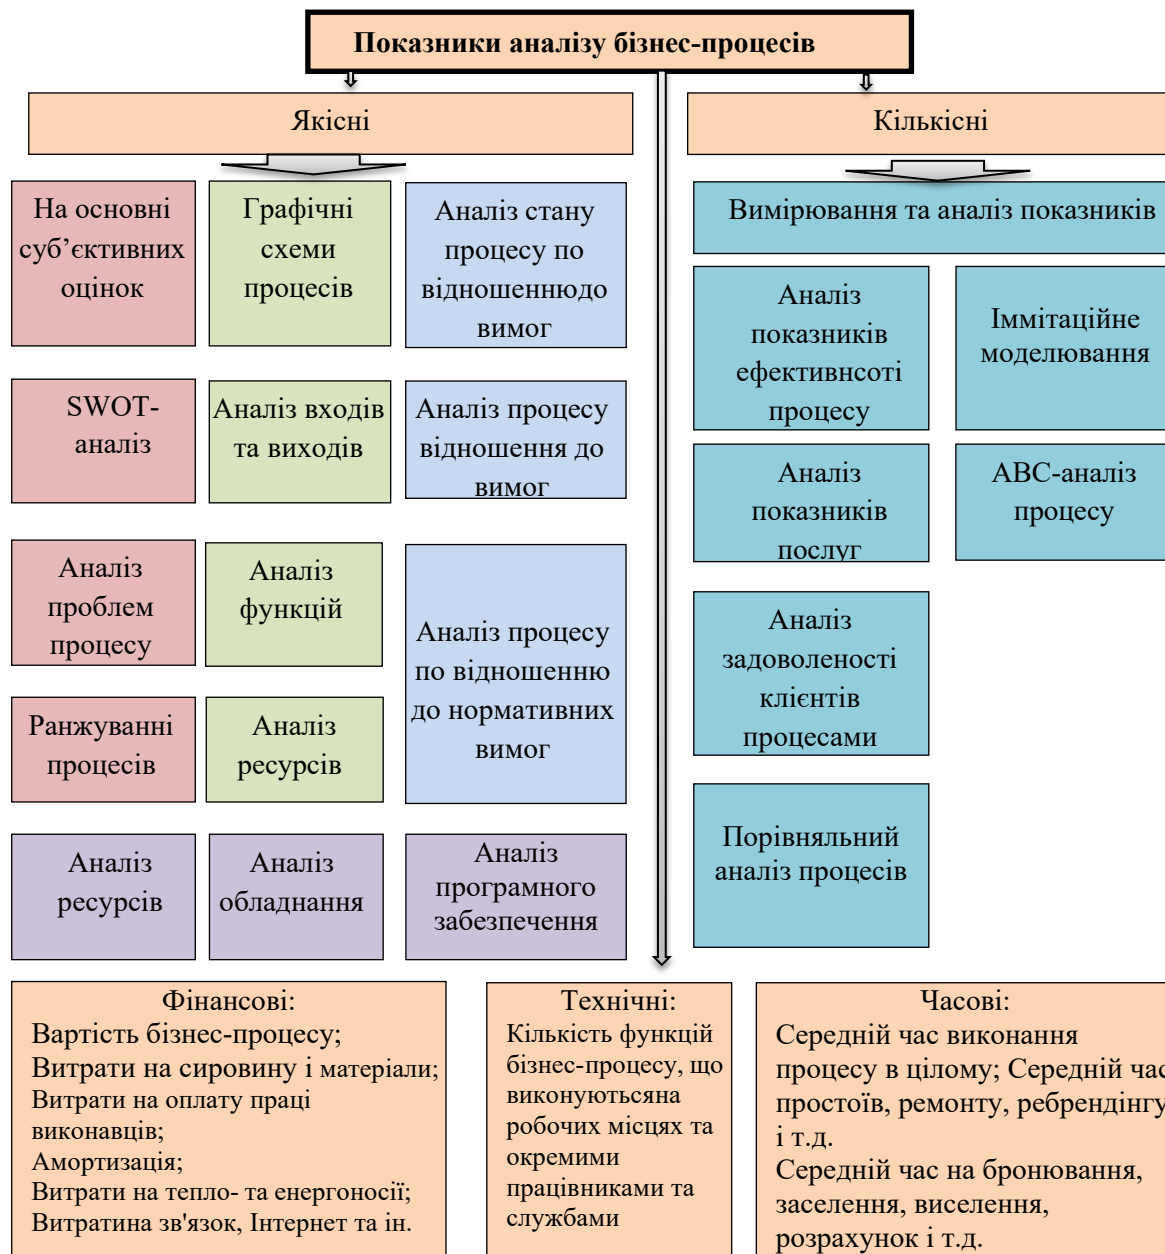 Показники аналізу бізнес-процесів
Якісні
Кількісні
На основні
суб’єктивних
оцінок
Графічні
схеми
процесів
Аналіз стану
процесу по
відношеннюдо
вимог
SWOT-
аналіз
Аналіз входів
та виходів
Аналіз процесу
відношення до
вимог
Аналіз
проблем
процесу
Аналіз
функцій
Аналіз процесу
по відношенню
до нормативних
вимог
Ранжуванні
процесів
Аналіз
ресурсів
Аналіз
ресурсів
Аналіз
обладнання
Аналіз
програмного
забезпечення
Вимірювання та аналіз показників
Аналіз
показників
ефективнсоті
процесу
Іммітаційне
моделювання
Аналіз
показників
послуг
АВС-аналіз
процесу
Аналіз
задоволеності
клієнтів
процесами
Порівняльний
аналіз процесів
Фінансові:
Вартість бізнес-процесу;
Витрати на сировину і матеріали;
Витрати на оплату праці
виконавців;
Амортизація;
Витрати на тепло- та енергоносії;
Витратина зв'язок, Інтернет та ін.
Технічні:
Кількість функцій
бізнес-процесу, що
виконуютьсяна
робочих місцях та
окремими
працівниками та
службами
Часові:
Середній час виконання
процесу в цілому; Середній час
простоїв, ремонту, ребрендінгу
і т.д.
Середній час на бронювання,
заселення, виселення,
розрахунок і т.д.